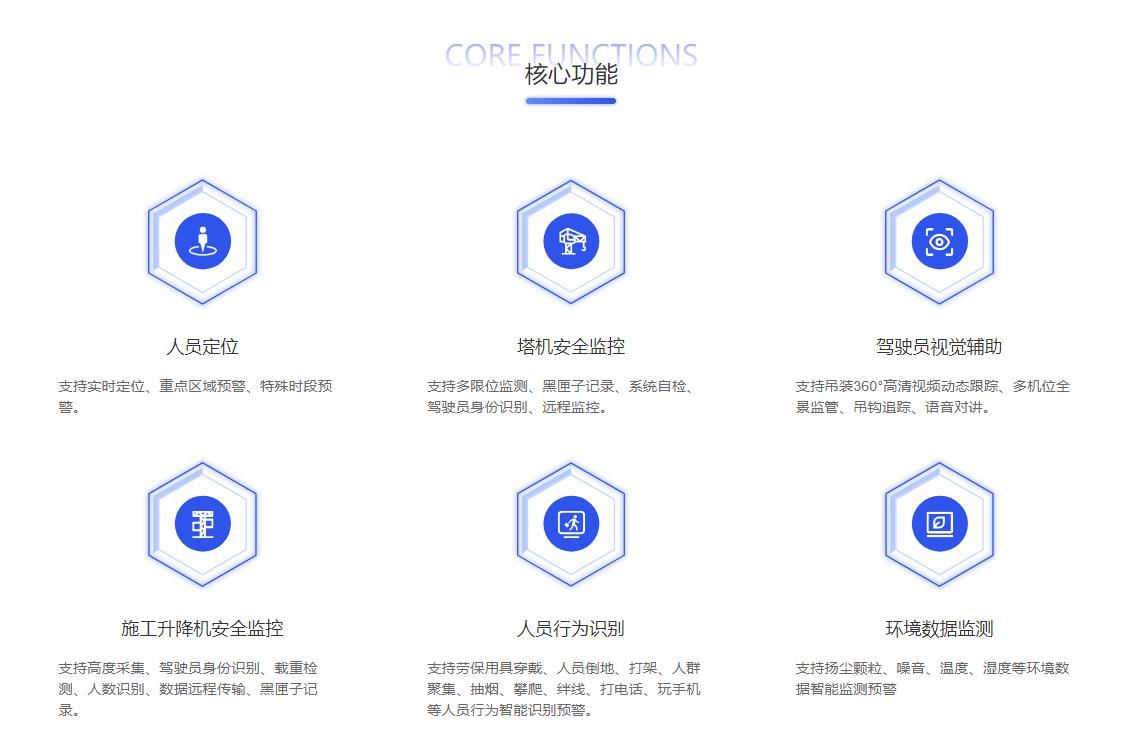 CORE FUNCTIONS
核心功能
人员定位
支持实时定位、重点区域预警、特殊时段预
警。
塔机安全监控
支持多限位监测、黑匣子记录、系统自检、
驾驶员身份识别、远程监控。
驾驶员视觉辅助
支持吊装360°高清视频动态跟踪、多机位全
景监管、吊钩追踪、语音对讲。
施工升降机安全监控
支持高度采集、驾驶员身份识别、载重检
测、人数识别、数据远程传输、黑匣子记
录。
人员行为识别
支持劳保用具穿戴、人员倒地、打架、人群
聚集、抽烟、攀爬、绊线、打电话、玩手机
等人员行为智能识别预警。
环境数据监测
支持扬尘颗粒、噪音、温度、湿度等环境数
据智能监测预警